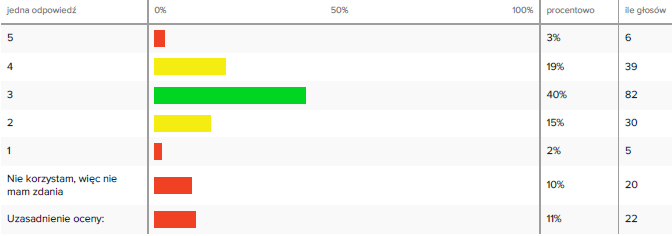 jedna odpowiedź 0% 50% 100% procentowo ile głosów
5 3% 6
4 19% 39
3 40% 82
2 15% 30
1 2% 5
Nie korzystam, więc nie
mam zdania 10% 20
Uzasadnienie oceny: 11% 22